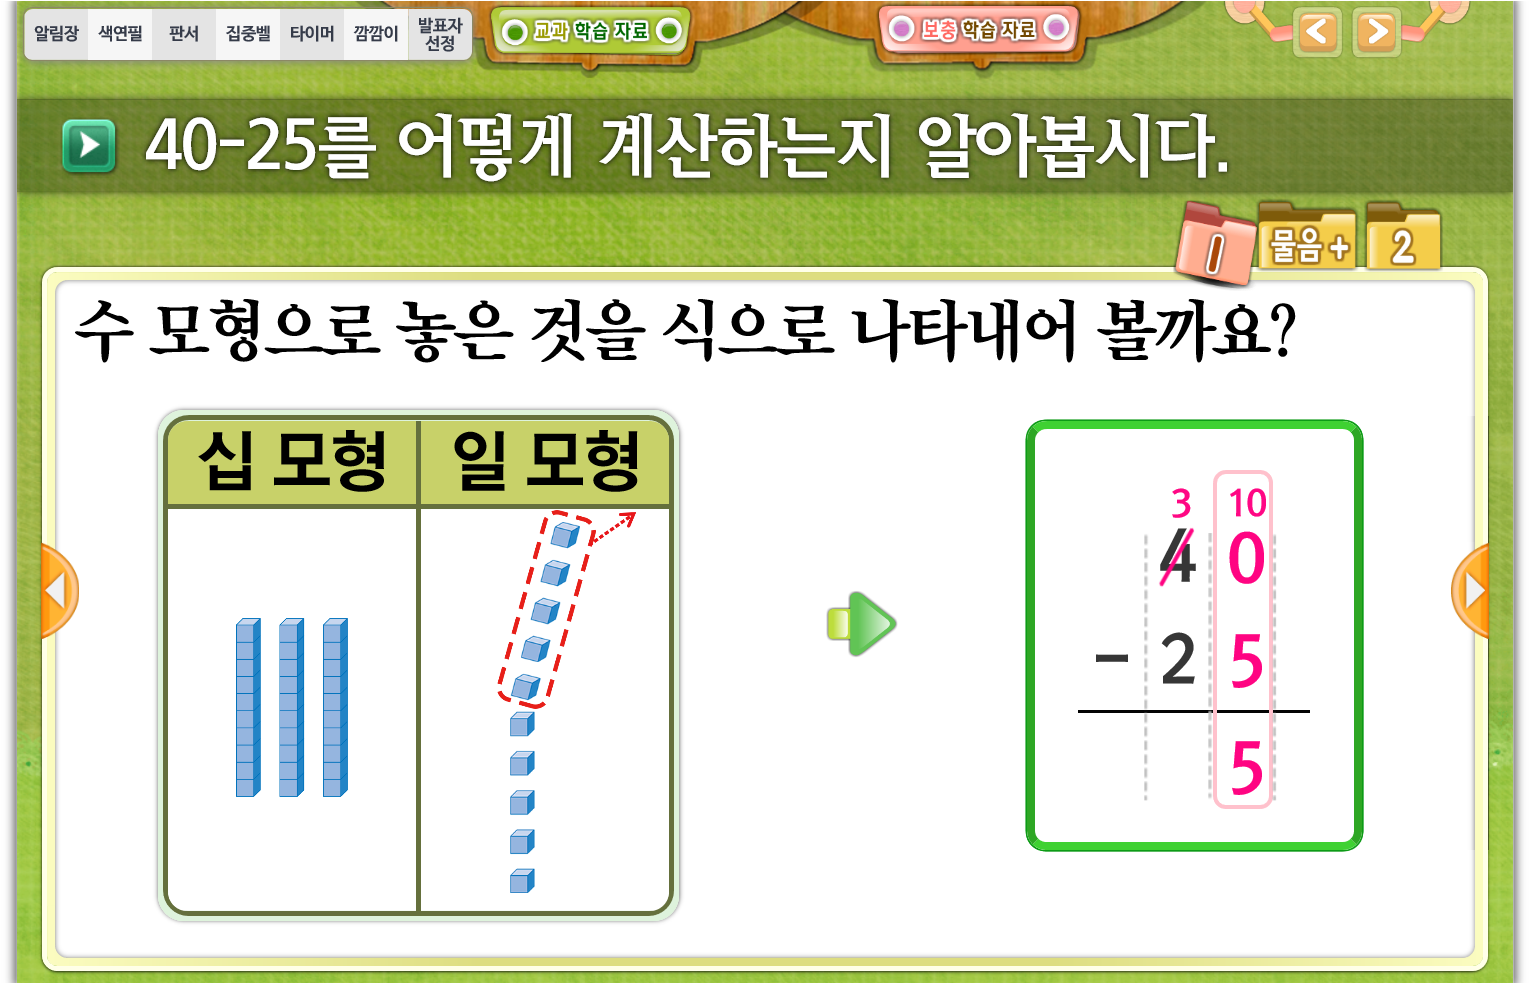 알림장 색연필 판서 집중벨 타이머 깜깜이 발표자 선정
교과 학습 자료
보충 학습 자료
40-25를 어떻게 계산하는지 알아봅시다.
1 물음+ 2
수 모형으로 놓은 것을 식으로 나타내어 볼까요?
십 모형 일 모형
3 10
4 0
- 2 5
5